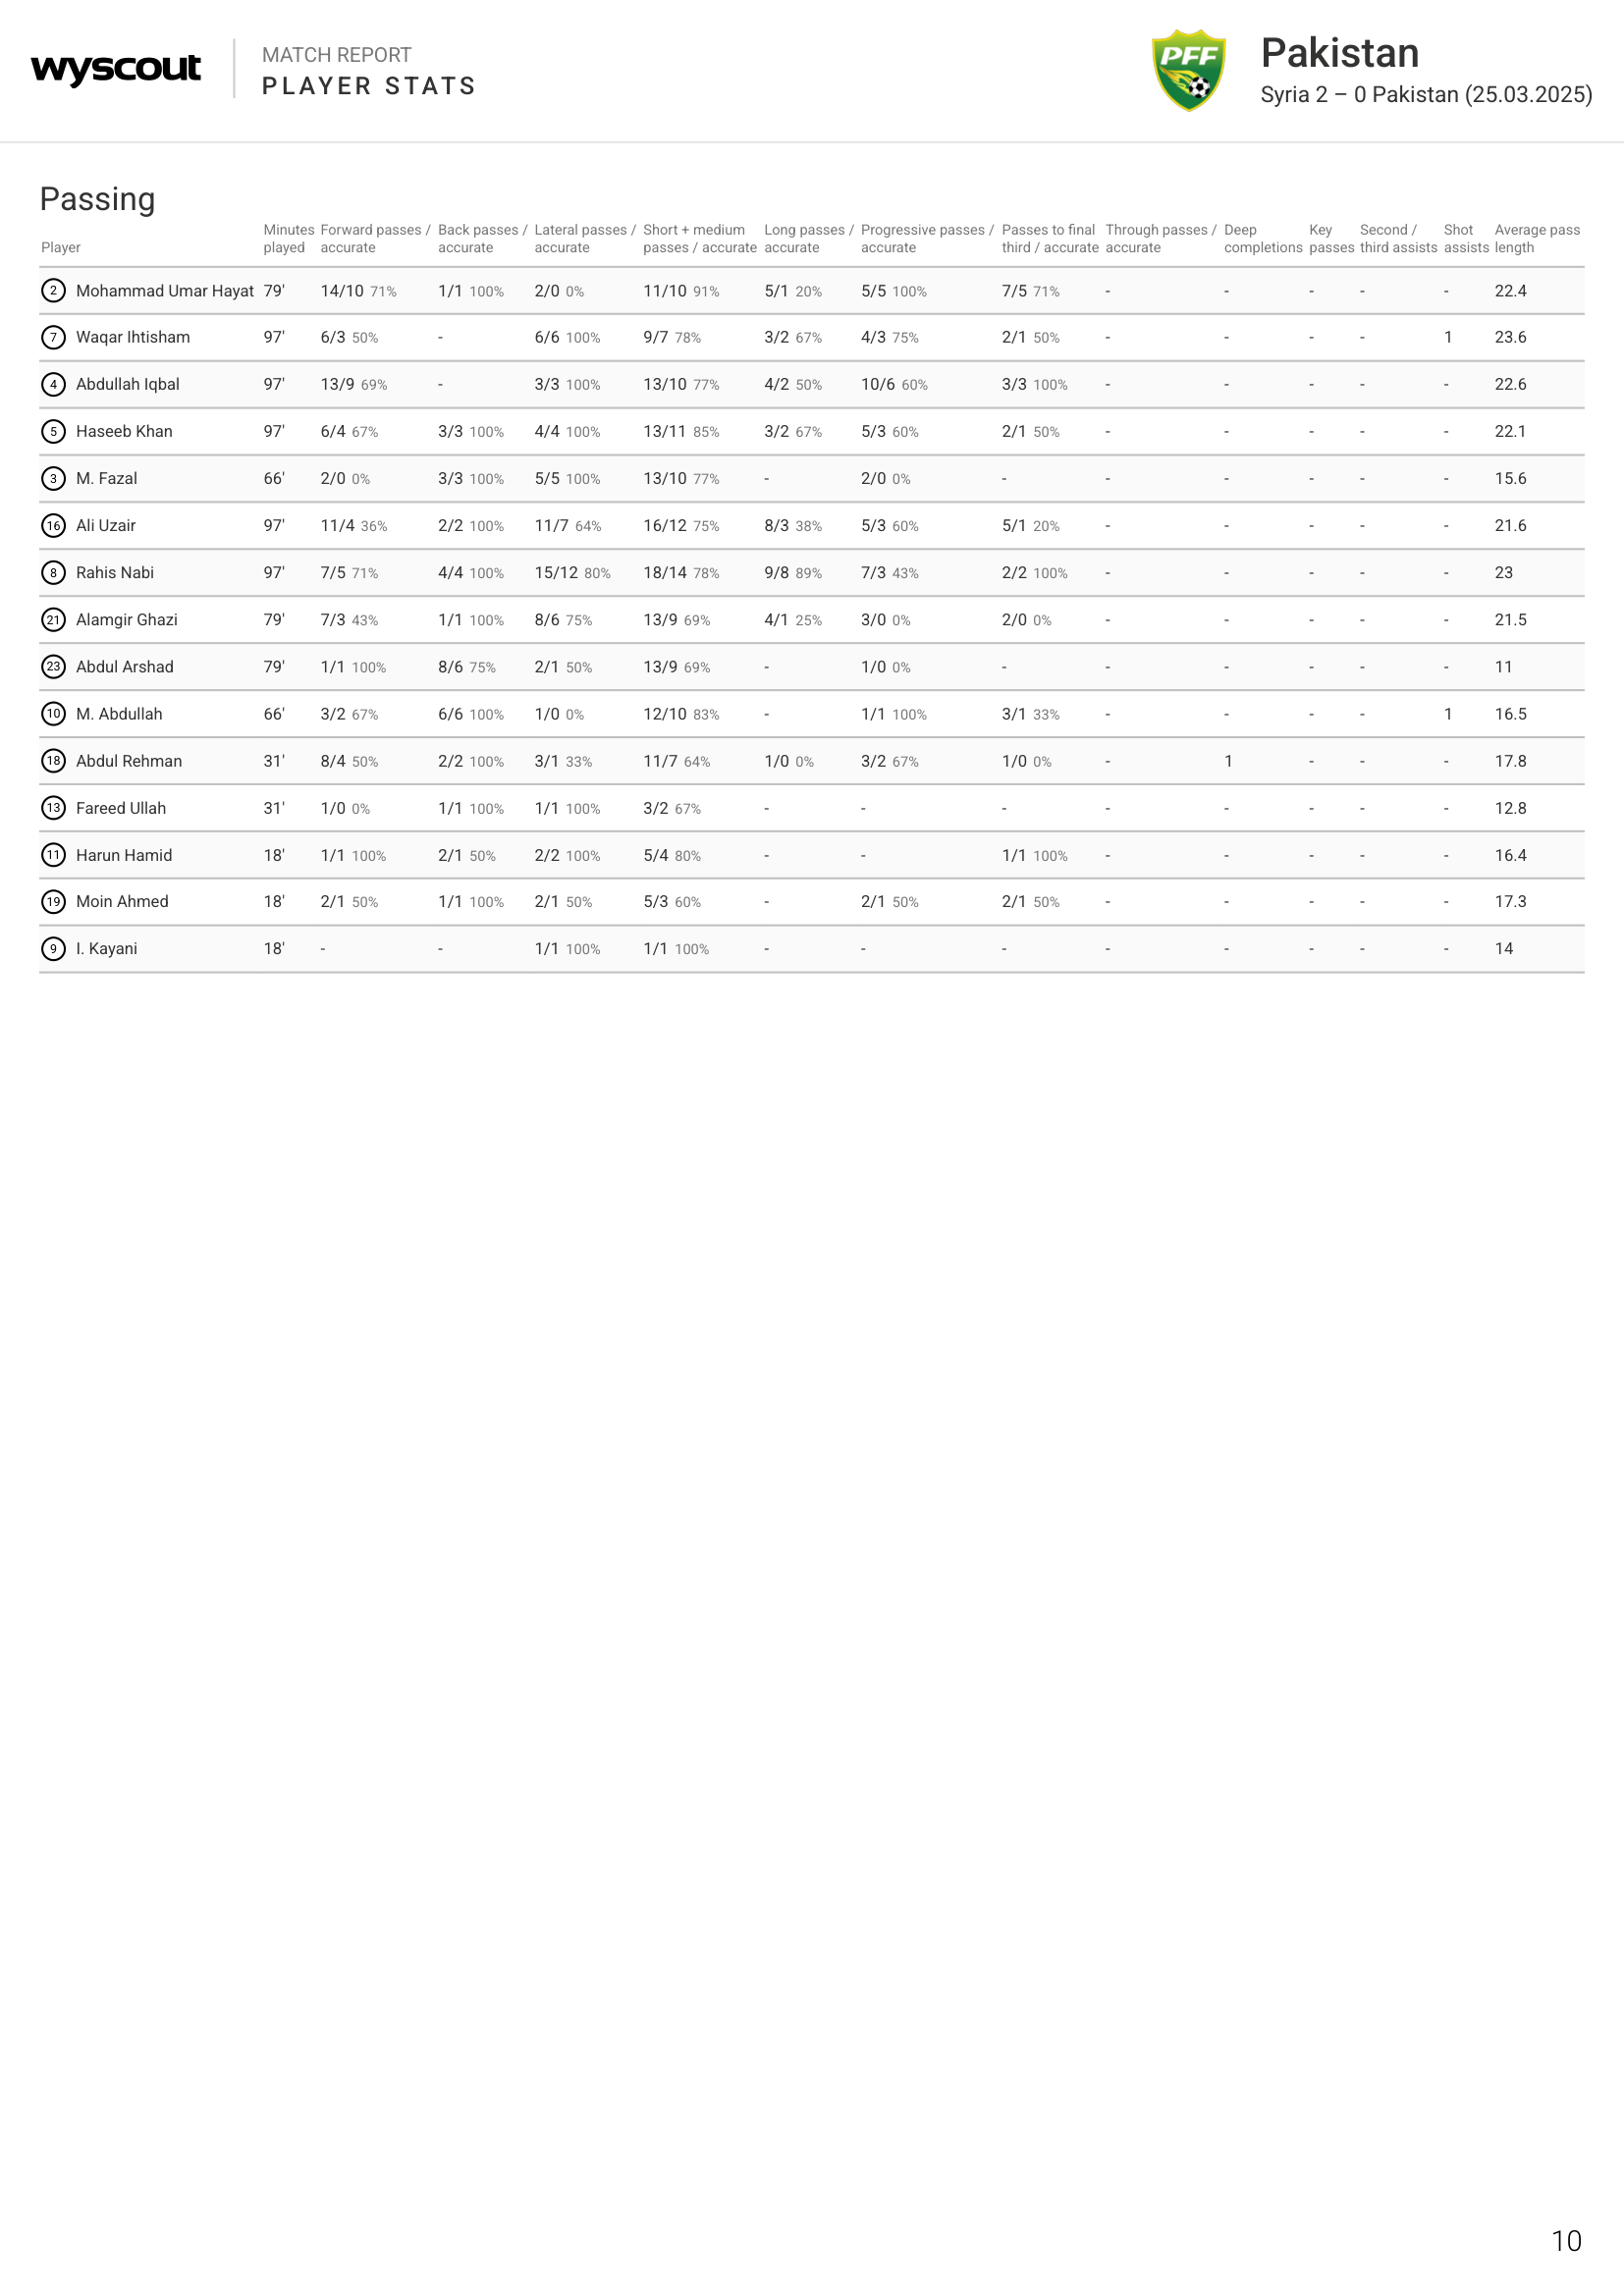 wyscout
MATCH REPORT
PLAYER STATS
PFF
Pakistan
Syria 2 – 0 Pakistan (25.03.2025)
Passing
Player Minutes played Forward passes / accurate Back passes / accurate Lateral passes / accurate Short + medium passes / accurate Long passes / accurate Progressive passes / accurate Passes to final third / accurate Through passes / accurate Deep completions Key passes Second / third assists Shot assists Average pass length
2 Mohammad Umar Hayat 79' 14/10 71% 1/1 100% 2/0 0% 11/10 91% 5/1 20% 5/5 100% 7/5 71% - - - - - 22.4
7 Waqar Ihtisham 97' 6/3 50% - 6/6 100% 9/7 78% 3/2 67% 4/3 75% 2/1 50% - - - - 1 23.6
4 Abdullah Iqbal 97' 13/9 69% - 3/3 100% 13/10 77% 4/2 50% 10/6 60% 3/3 100% - - - - - 22.6
5 Haseeb Khan 97' 6/4 67% 3/3 100% 4/4 100% 13/11 85% 3/2 67% 5/3 60% 2/1 50% - - - - - 22.1
3 M. Fazal 66' 2/0 0% 3/3 100% 5/5 100% 13/10 77% - 2/0 0% - - - - - - 15.6
16 Ali Uzair 97' 11/4 36% 2/2 100% 11/7 64% 16/12 75% 8/3 38% 5/3 60% 5/1 20% - - - - - 21.6
8 Rahis Nabi 97' 7/5 71% 4/4 100% 15/12 80% 18/14 78% 9/8 89% 7/3 43% 2/2 100% - - - - - 23
21 Alamgir Ghazi 79' 7/3 43% 1/1 100% 8/6 75% 13/9 69% 4/1 25% 3/0 0% 2/0 0% - - - - - 21.5
23 Abdul Arshad 79' 1/1 100% 8/6 75% 2/1 50% 13/9 69% - 1/0 0% - - - - - - 11
10 M. Abdullah 66' 3/2 67% 6/6 100% 1/0 0% 12/10 83% - 1/1 100% 3/1 33% - - - - 1 16.5
18 Abdul Rehman 31' 8/4 50% 2/2 100% 3/1 33% 11/7 64% 1/0 0% 3/2 67% 1/0 0% - 1 - - - 17.8
13 Fareed Ullah 31' 1/0 0% 1/1 100% 1/1 100% 3/2 67% - - - - - - - - 12.8
11 Harun Hamid 18' 1/1 100% 2/1 50% 2/2 100% 5/4 80% - - 1/1 100% - - - - - 16.4
19 Moin Ahmed 18' 2/1 50% 1/1 100% 2/1 50% 5/3 60% - 2/1 50% 2/1 50% - - - - - 17.3
9 I. Kayani 18' - - 1/1 100% 1/1 100% - - - - - - - - 14
10